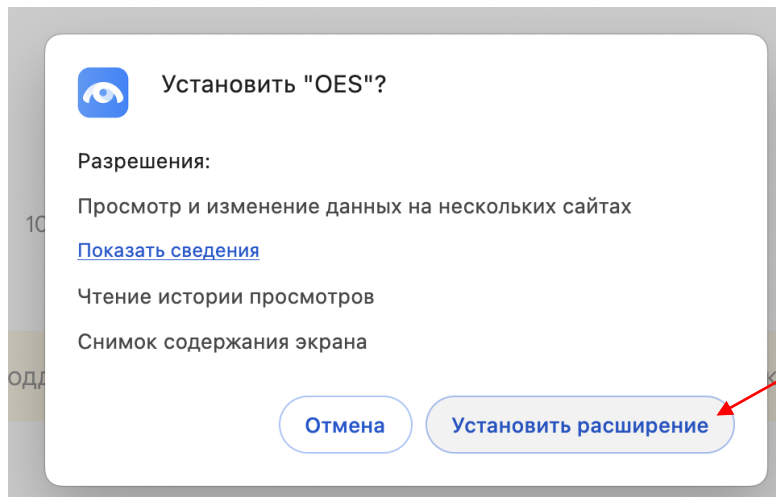 Установить "OES"?
Разрешения:
Просмотр и изменение данных на нескольких сайтах
10
Показать сведения
Чтение истории просмотров
Снимок содержания экрана
Отмена
Установить расширение